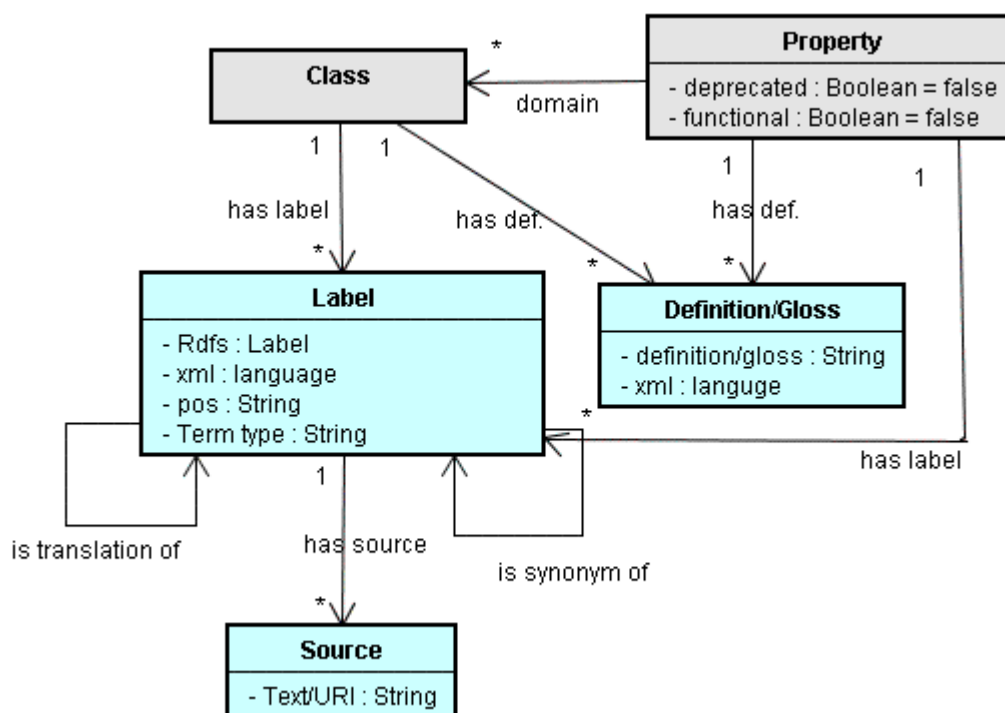 Property
- deprecated : Boolean = false
- functional : Boolean = false
*
Class
domain
1
1
1
1
has label
has def.
has def.
*
*
*
Label
- Rdfs : Label
- xml : language
- pos : String
- Term type : String
Definition/Gloss
- definition/gloss : String
- xml : languge
*
has label
1
is translation of
has source
is synonym of
*
Source
- Text/URI : String